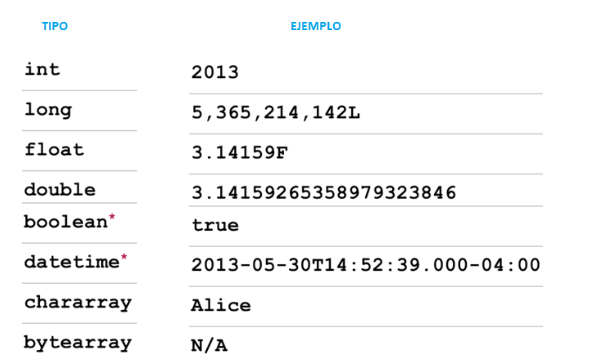 TIPO EJEMPLO
int 2013
long 5,365,214,142L
float 3.14159F
double 3.14159265358979323846
boolean* true
datetime* 2013-05-30T14:52:39.000-04:00
chararray Alice
bytearray N/A